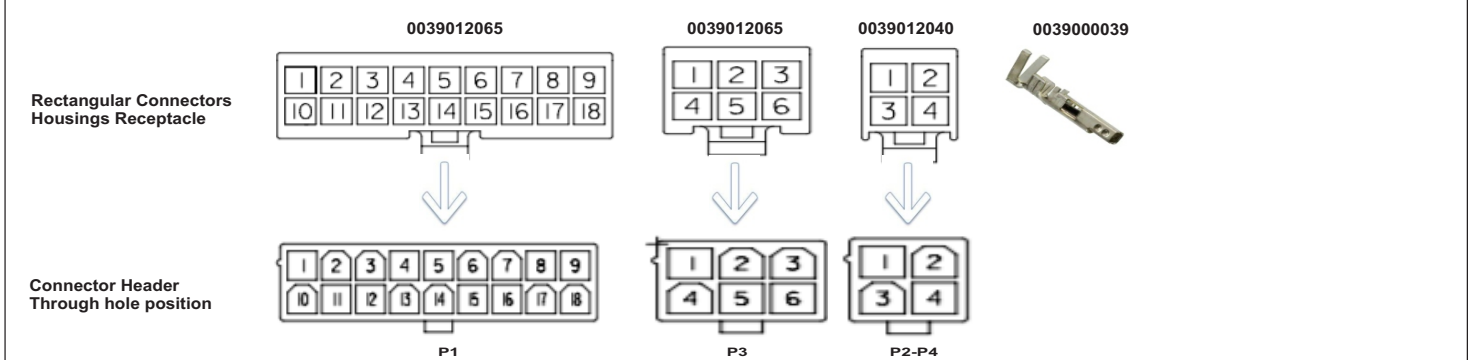 0039012065 0039012065 0039012040 0039000039
Rectangular Connectors
Housings Receptacle
1 2 3 4 5 6 7 8 9
10 11 12 13 14 15 16 17 18
1 2 3
4 5 6
1 2
3 4
Connector Header
Through hole position
1 2 3 4 5 6 7 8 9
10 11 12 13 14 15 16 17 18
1 2 3
4 5 6
1 2
3 4
P1 P3 P2-P4